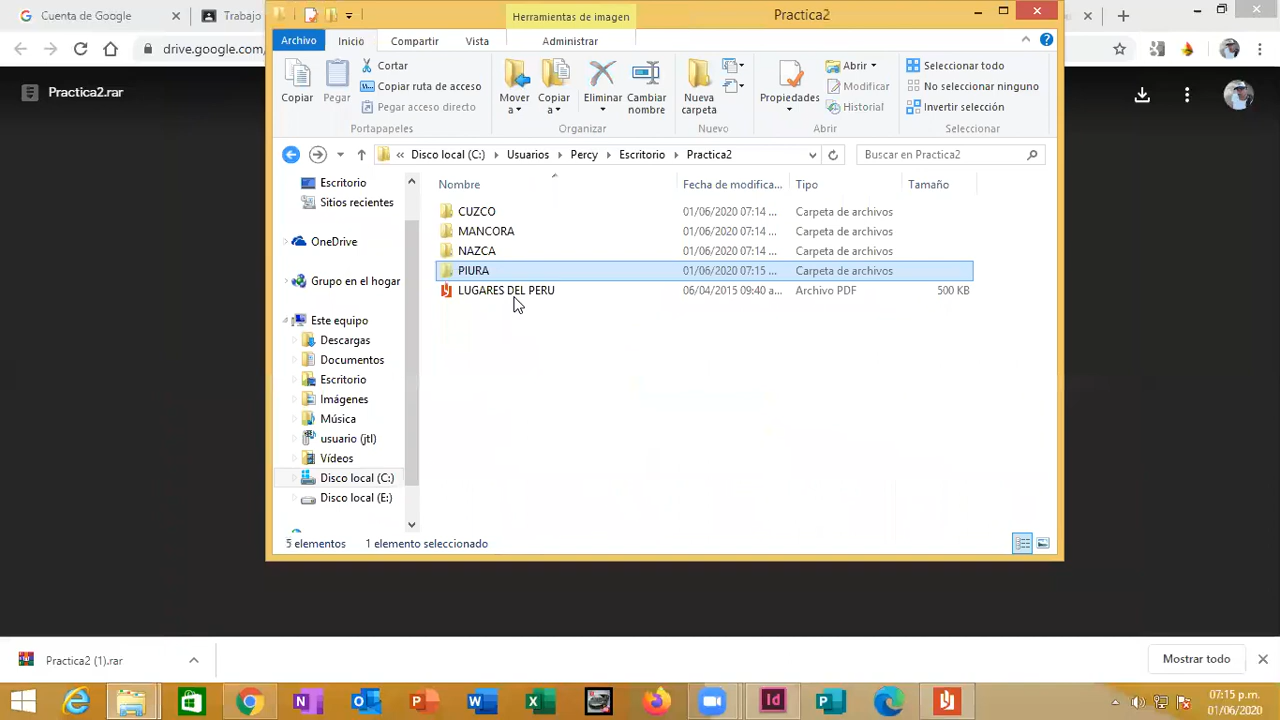 Cuenta de Google
Trabajo
drive.google.com/
Practica2.rar
Herramientas de imagen
Practica2
Archivo
Inicio
Compartir
Vista
Administrar
Copiar
Pegar
Cortar
Copiar ruta de acceso
Pegar acceso directo
Portapapeles
Mover a
Copiar a
Eliminar
Cambiar nombre
Organizar
Nueva carpeta
Nuevo
Propiedades
Abrir
Modificar
Historial
Abrir
Seleccionar todo
No seleccionar ninguno
Invertir selección
Seleccionar
« Disco local (C:) › Usuarios › Percy › Escritorio › Practica2
Buscar en Practica2
Nombre Fecha de modifica... Tipo Tamaño
CUZCO 01/06/2020 07:14 ... Carpeta de archivos
MANCORA 01/06/2020 07:14 ... Carpeta de archivos
NAZCA 01/06/2020 07:14 ... Carpeta de archivos
PIURA 01/06/2020 07:15 ... Carpeta de archivos
LUGARES DEL PERU 06/04/2015 09:40 a... Archivo PDF 500 KB
Escritorio
Sitios recientes
OneDrive
Grupo en el hogar
Este equipo
Descargas
Documentos
Escritorio
Imágenes
Música
usuario (jtl)
Vídeos
Disco local (C:)
Disco local (E:)
5 elementos 1 elemento seleccionado
Practica2 (1).rar
Mostrar todo
07:15 p.m.
01/06/2020